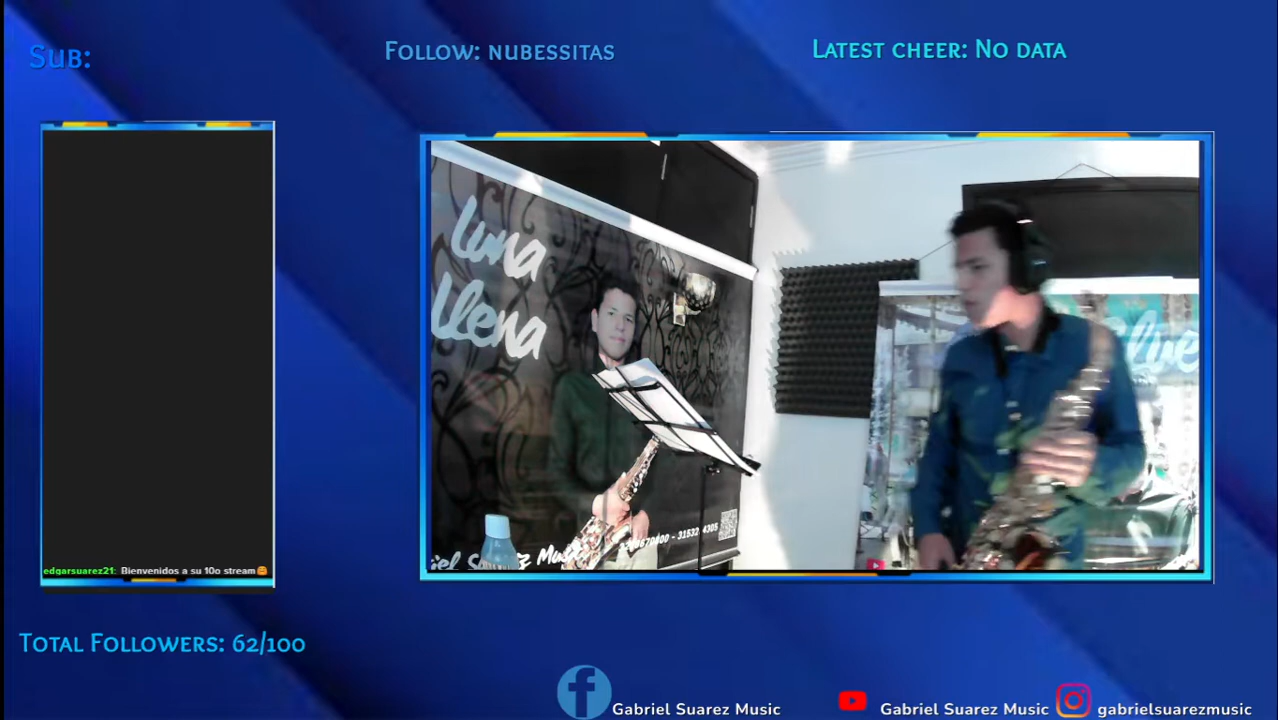 Sub:
Follow: nubessitas
Latest cheer: No data
Luna
Llena
edgarsuarez21: Bienvenidos a su 10o stream
Total Followers: 62/100
Gabriel Suarez Music
Gabriel Suarez Music
gabrielsuarezmusic